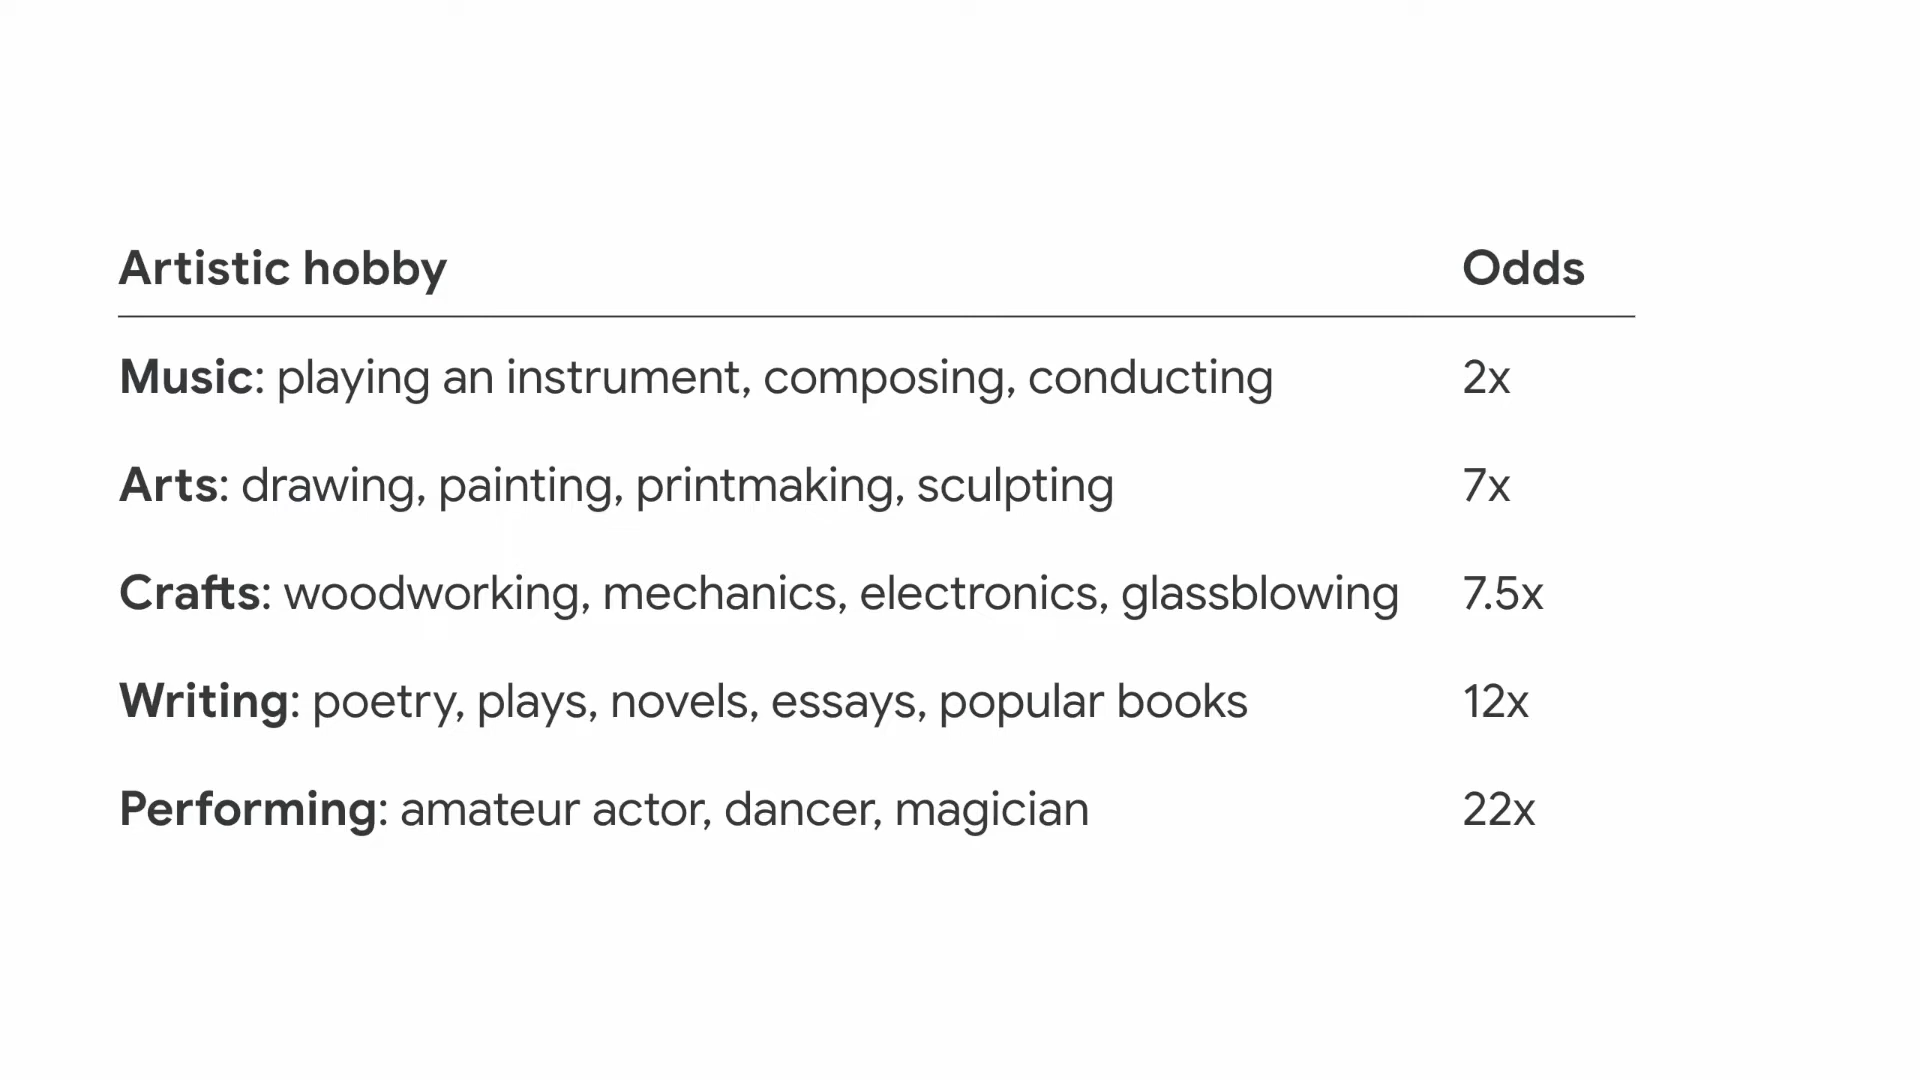 Artistic hobby Odds
Music: playing an instrument, composing, conducting 2x
Arts: drawing, painting, printmaking, sculpting 7x
Crafts: woodworking, mechanics, electronics, glassblowing 7.5x
Writing: poetry, plays, novels, essays, popular books 12x
Performing: amateur actor, dancer, magician 22x